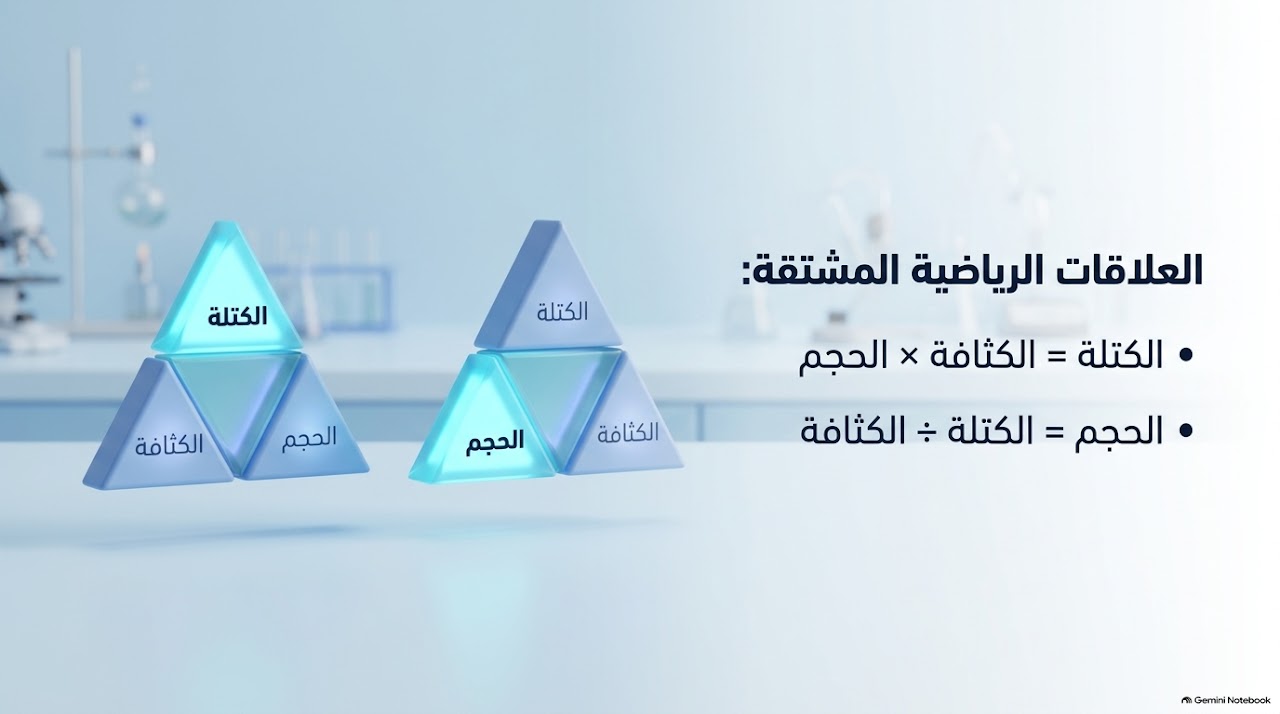 العلاقات الرياضية المشتقة:
• الكتلة = الكثافة × الحجم
• الحجم = الكتلة ÷ الكثافة
الكتلة
الحجم
الكثافة
الكتلة
الكثافة
الحجم
Gemini Notebook